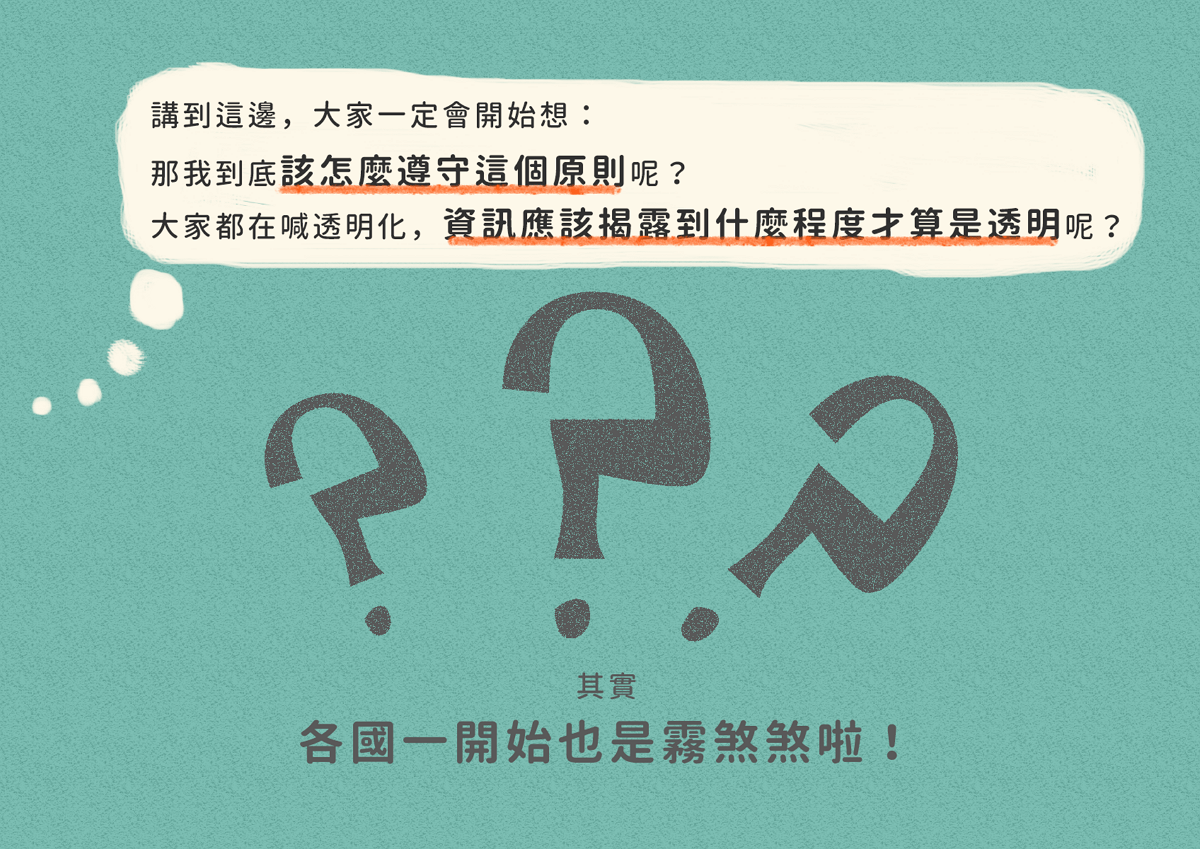 講到這邊，大家一定會開始想：
那我到底該怎麼遵守這個原則呢？
大家都在喊透明化，資訊應該揭露到什麼程度才算是透明呢？
???
其實
各國一開始也是霧煞煞啦！